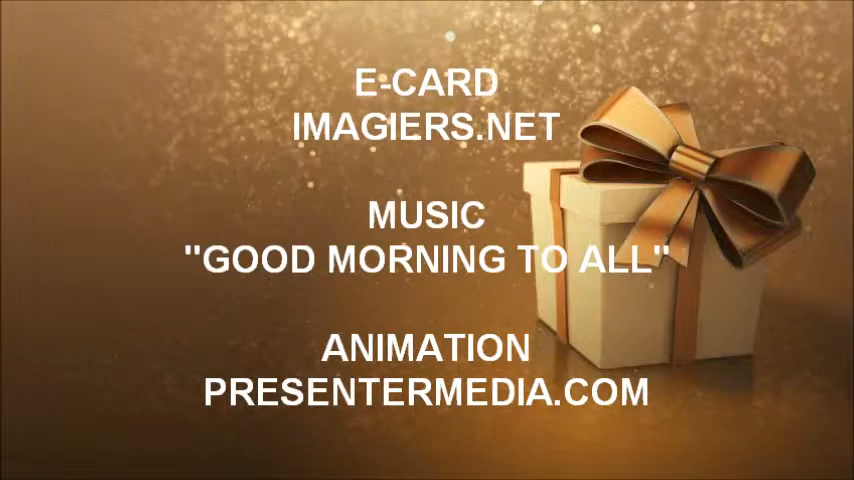 E-CARD
IMAGIERS.NET
MUSIC
"GOOD MORNING TO ALL"
ANIMATION
PRESENTERMEDIA.COM